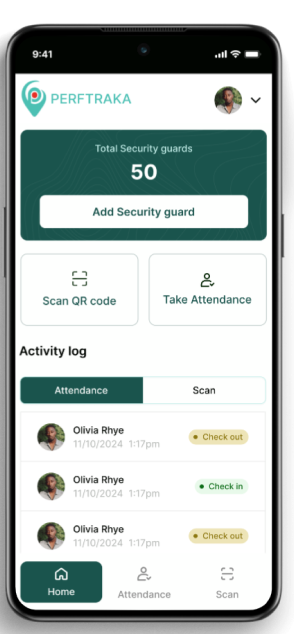 9:41
PERFTRAKA
Total Security guards
50
Add Security guard
Scan QR code
Take Attendance
Activity log
Attendance
Scan
Olivia Rhye
11/10/2024 1:17pm
Check out
Olivia Rhye
11/10/2024 1:17pm
Check in
Olivia Rhye
11/10/2024 1:17pm
Check out
Home
Attendance
Scan